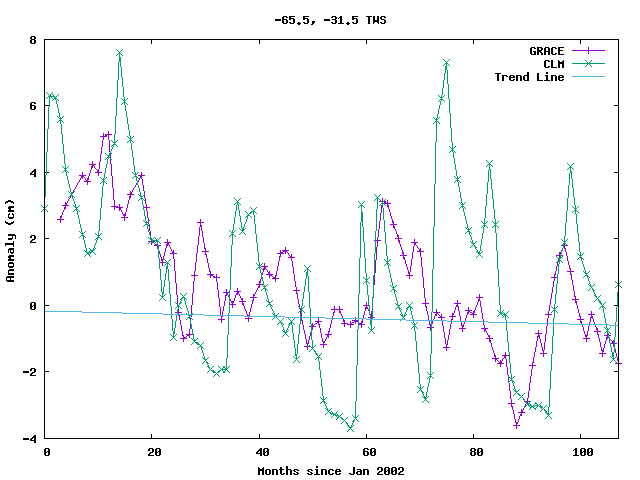 -65.5, -31.5 TWS
GRACE
CLM
Trend Line
8
6
4
2
0
-2
-4
Anomaly (cm)
0 20 40 60 80 100
Months since Jan 2002